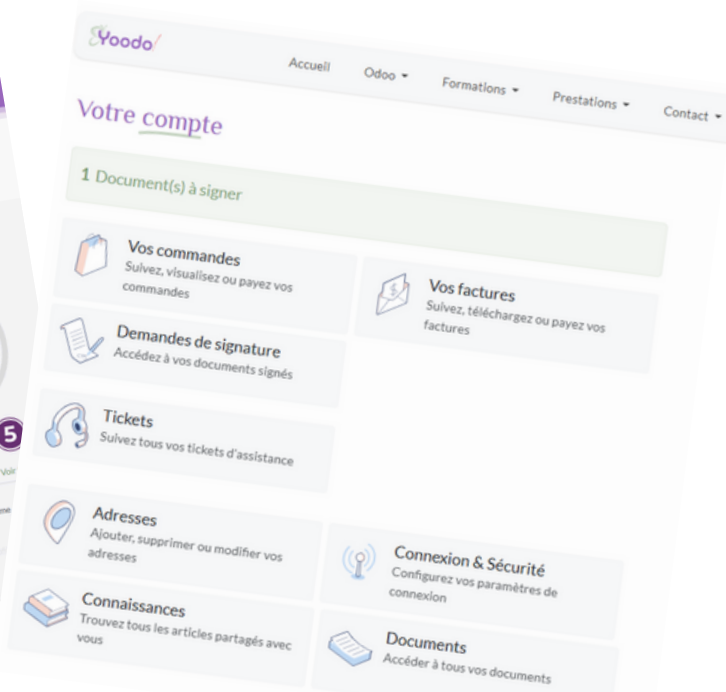 Yoodo!
Accueil
Odoo
Formations
Prestations
Contact
Votre compte
1 Document(s) à signer
Vos commandes
Suivez, visualisez ou payez vos
commandes
Vos factures
Suivez, téléchargez ou payez vos
factures
Demandes de signature
Accédez à vos documents signés
Tickets
Suivez tous vos tickets d'assistance
Adresses
Ajouter, supprimer ou modifier vos
adresses
Connexion & Sécurité
Configurez vos paramètres de
connexion
Connaissances
Trouvez tous les articles partagés avec
vous
Documents
Accéder à tous vos documents
5
Voir